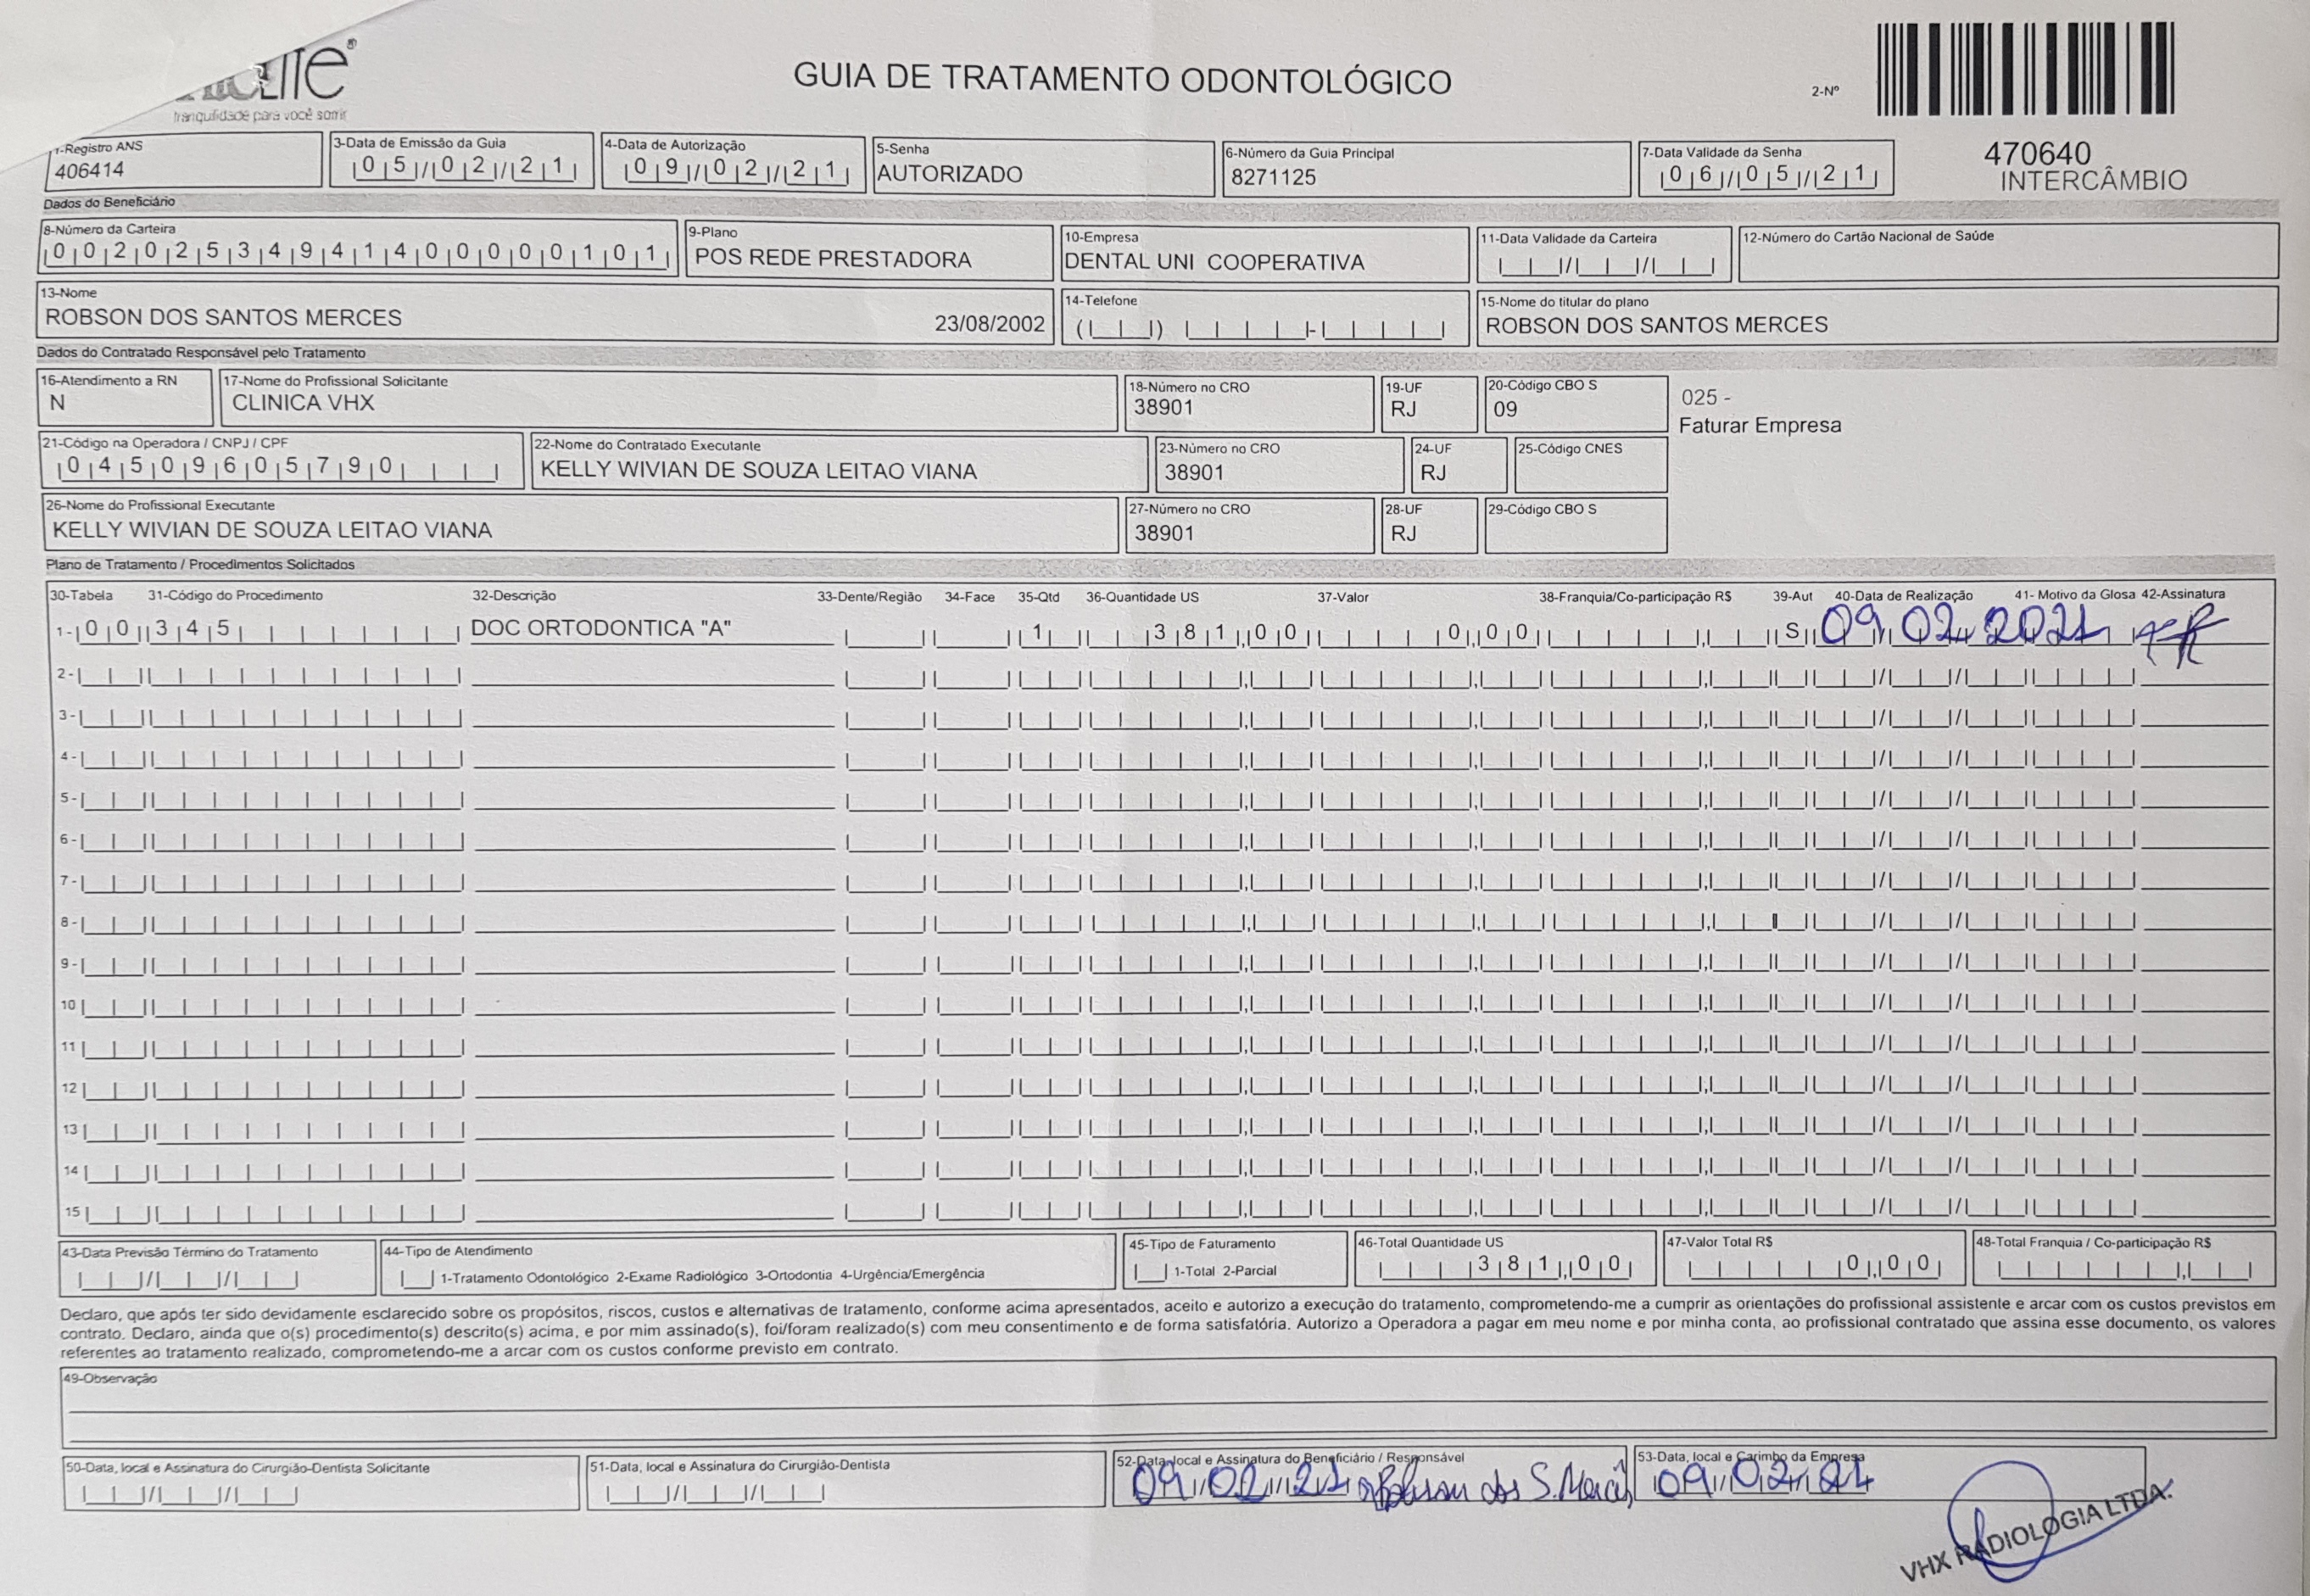 tranquilidade para você sorrir
GUIA DE TRATAMENTO ODONTOLÓGICO
2-Nº
470640
INTERCÂMBIO
1-Registro ANS
406414
3-Data de Emissão da Guia
05/02/21
4-Data de Autorização
09/02/21
5-Senha
AUTORIZADO
6-Número da Guia Principal
8271125
7-Data Validade da Senha
06/05/21
Dados do Beneficiário
8-Número da Carteira
00202534941400000101
9-Plano
POS REDE PRESTADORA
10-Empresa
DENTAL UNI COOPERATIVA
11-Data Validade da Carteira
12-Número do Cartão Nacional de Saúde
13-Nome
ROBSON DOS SANTOS MERCES 23/08/2002
14-Telefone
15-Nome do titular do plano
ROBSON DOS SANTOS MERCES
Dados do Contratado Responsável pelo Tratamento
16-Atendimento a RN
N
17-Nome do Profissional Solicitante
CLINICA VHX
18-Número no CRO
38901
19-UF
RJ
20-Código CBO S
09
025 -
Faturar Empresa
21-Código na Operadora / CNPJ / CPF
04509605790
22-Nome do Contratado Executante
KELLY WIVIAN DE SOUZA LEITAO VIANA
23-Número no CRO
38901
24-UF
RJ
25-Código CNES
26-Nome do Profissional Executante
KELLY WIVIAN DE SOUZA LEITAO VIANA
27-Número no CRO
38901
28-UF
RJ
29-Código CBO S
Plano de Tratamento / Procedimentos Solicitados
30-Tabela 31-Código do Procedimento 32-Descrição 33-Dente/Região 34-Face 35-Qtd 36-Quantidade US 37-Valor 38-Franquia/Co-participação R$ 39-Aut 40-Data de Realização 41- Motivo da Glosa 42-Assinatura
1- 00 345 DOC ORTODONTICA "A" 1 381,00 0,00 S 09/02/2021
2-
3-
4-
5-
6-
7-
8-
9-
10
11
12
13
14
15
43-Data Previsão Término do Tratamento
44-Tipo de Atendimento
1-Tratamento Odontológico 2-Exame Radiológico 3-Ortodontia 4-Urgência/Emergência
45-Tipo de Faturamento
1-Total 2-Parcial
46-Total Quantidade US
381,00
47-Valor Total R$
0,00
48-Total Franquia / Co-participação R$
Declaro, que após ter sido devidamente esclarecido sobre os propósitos, riscos, custos e alternativas de tratamento, conforme acima apresentados, aceito e autorizo a execução do tratamento, comprometendo-me a cumprir as orientações do profissional assistente e arcar com os custos previstos em
contrato. Declaro, ainda que o(s) procedimento(s) descrito(s) acima, e por mim assinado(s), foi/foram realizado(s) com meu consentimento e de forma satisfatória. Autorizo a Operadora a pagar em meu nome e por minha conta, ao profissional contratado que assina esse documento, os valores
referentes ao tratamento realizado, comprometendo-me a arcar com os custos conforme previsto em contrato.
49-Observação
50-Data, local e Assinatura do Cirurgião-Dentista Solicitante
51-Data, local e Assinatura do Cirurgião-Dentista
52-Data, local e Assinatura do Beneficiário / Responsável
09/02/21 Robson dos S. Mercês
53-Data, local e Carimbo da Empresa
09/02/21
VHX RADIOLOGIA LTDA.